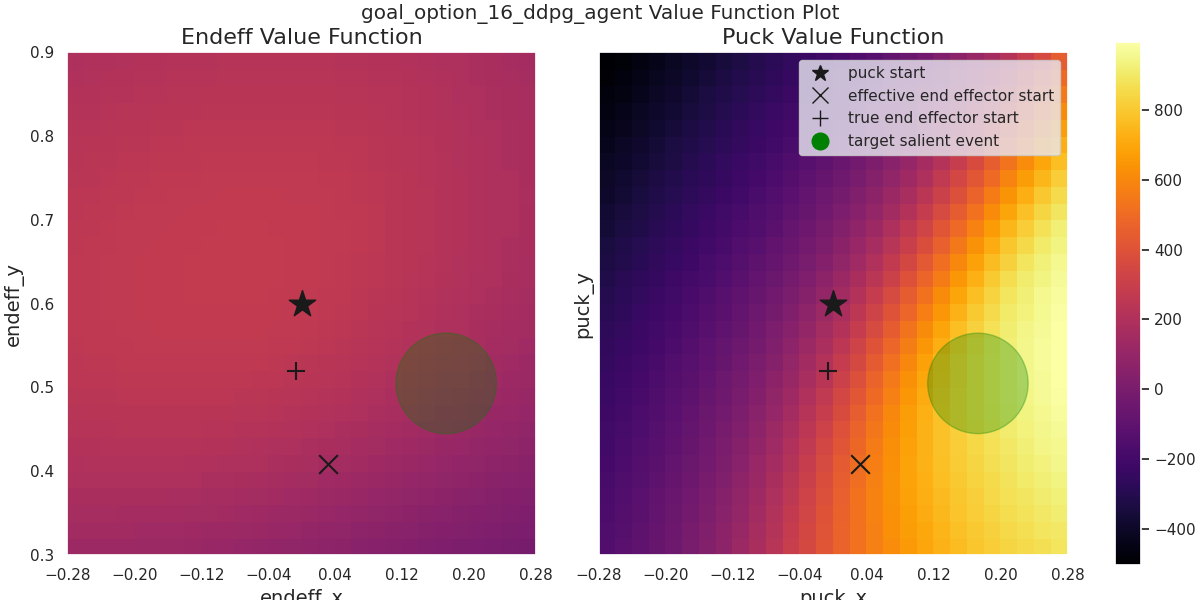 goal_option_16_ddpg_agent Value Function Plot
Endeff Value Function
Puck Value Function
puck start
effective end effector start
true end effector start
target salient event
endeff_y
0.9
0.8
0.7
0.6
0.5
0.4
0.3
−0.28 −0.20 −0.12 −0.04 0.04 0.12 0.20 0.28
endeff_x
puck_y
−0.28 −0.20 −0.12 −0.04 0.04 0.12 0.20 0.28
puck_x
800
600
400
200
0
−200
−400